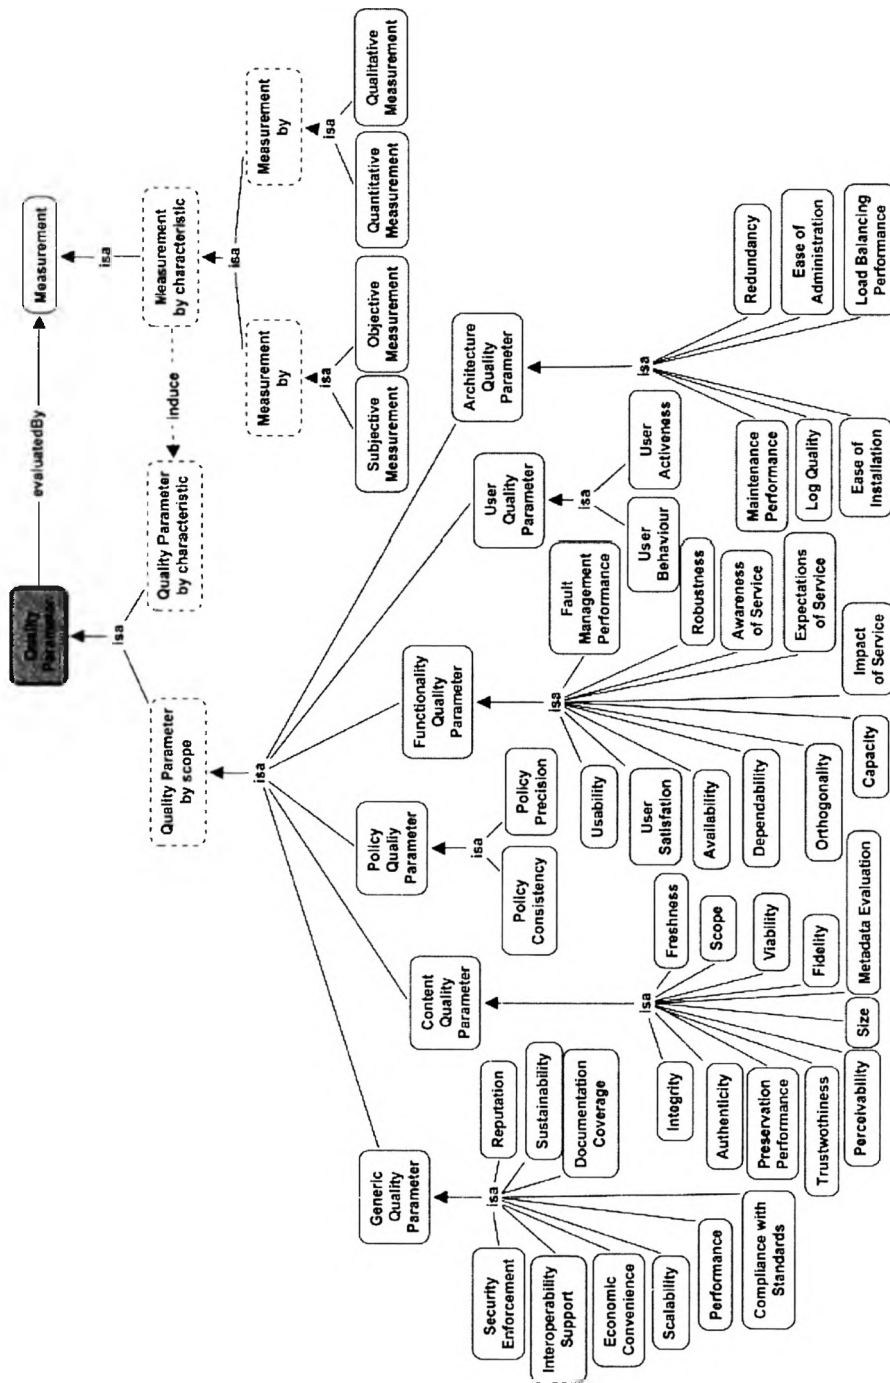 Quality
Parameter
evaluatedBy
Measurement
isa
isa
Quality Parameter
by scope
Quality Parameter
by characteristic
induce
Measurement
by characteristic
isa
isa
Measurement
by
Measurement
by
isa
isa
Subjective
Measurement
Objective
Measurement
Quantitative
Measurement
Qualitative
Measurement
Generic
Quality
Parameter
Content
Quality
Parameter
Policy
Qualiy
Parameter
Functionality
Quality
Parameter
User
Quality
Parameter
Architecture
Quality
Parameter
isa
Security
Enforcement
Reputation
Interoperability
Support
Sustainability
Economic
Convenience
Documentation
Coverage
Scalability
Performance
Compliance with
Standards
isa
Integrity
Freshness
Authenticity
Scope
Preservation
Performance
Viability
Trustwothiness
Fidelity
Perceivability
Size
Metadata Evaluation
isa
Policy
Consistency
Policy
Precision
isa
Usability
Fault
Management
Performance
User
Satisfation
Robustness
Availability
Awareness
of Service
Dependability
Expectations
of Service
Orthogonality
Capacity
Impact
of Service
isa
User
Behaviour
User
Activeness
isa
Maintenance
Performance
Redundancy
Log Quality
Ease of
Administration
Ease of
Installation
Load Balancing
Performance